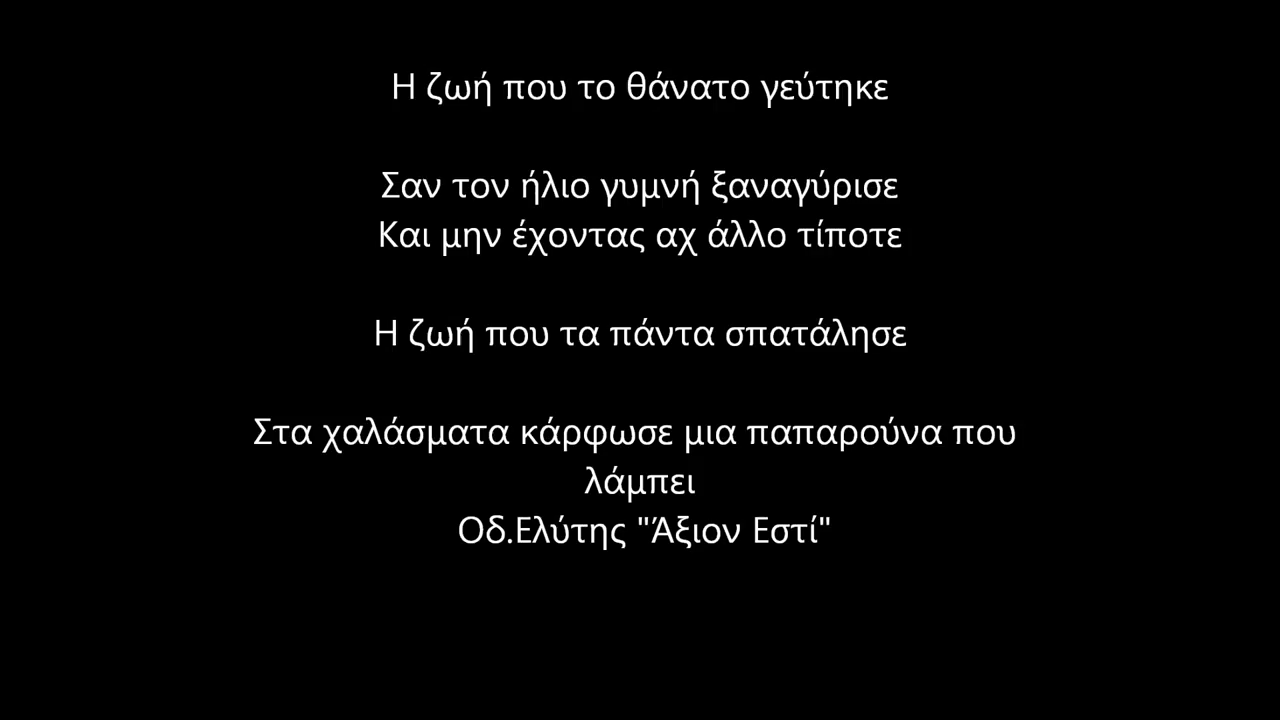 Η ζωή που το θάνατο γεύτηκε
Σαν τον ήλιο γυμνή ξαναγύρισε
Και μην έχοντας αχ άλλο τίποτε
Η ζωή που τα πάντα σπατάλησε
Στα χαλάσματα κάρφωσε μια παπαρούνα που
λάμπει
Οδ.Ελύτης "Άξιον Εστί"